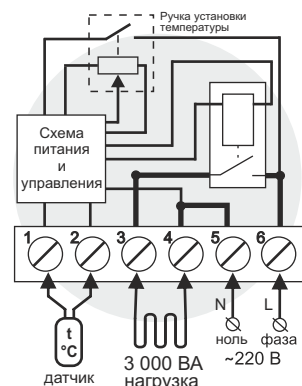 Ручка установки
температуры
Схема
питания
и
управления
1 2 3 4 5 6
N L
t
°C
ноль фаза
~220 В
3 000 ВА
датчик нагрузка